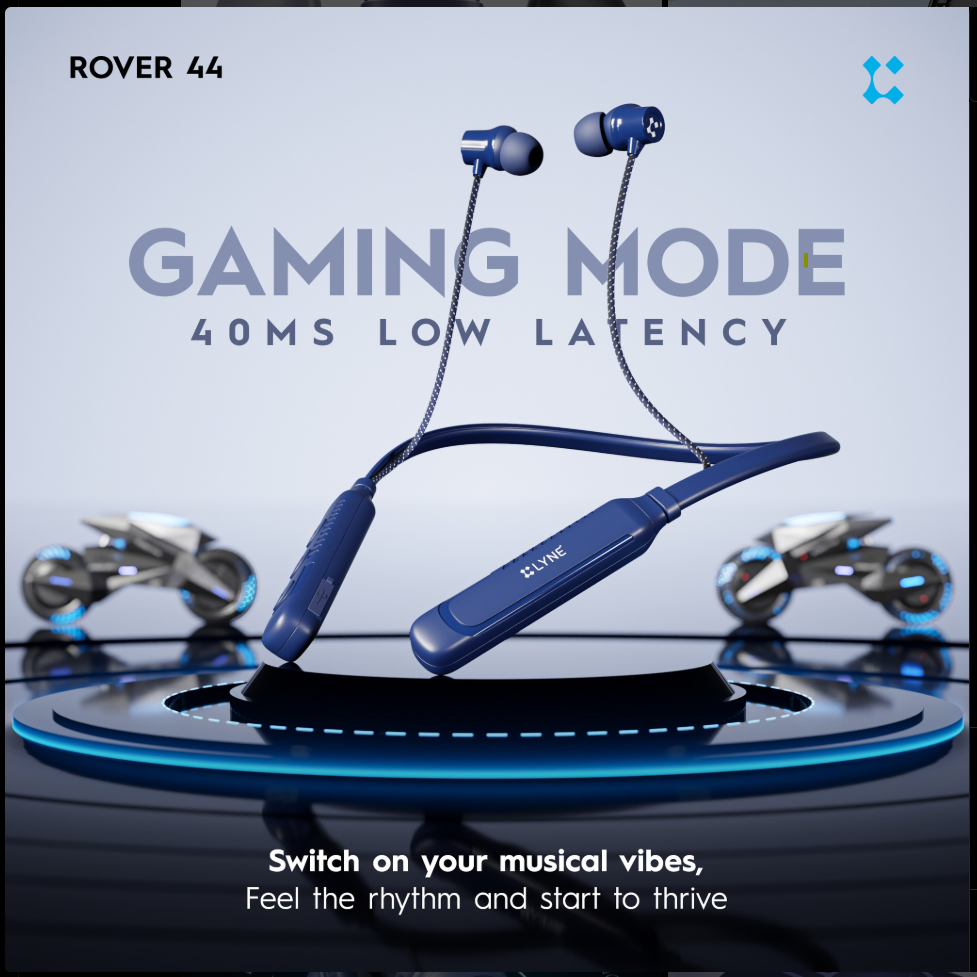 ROVER 44
GAMING MODE
40MS LOW LATENCY
LYNE
Switch on your musical vibes,
Feel the rhythm and start to thrive